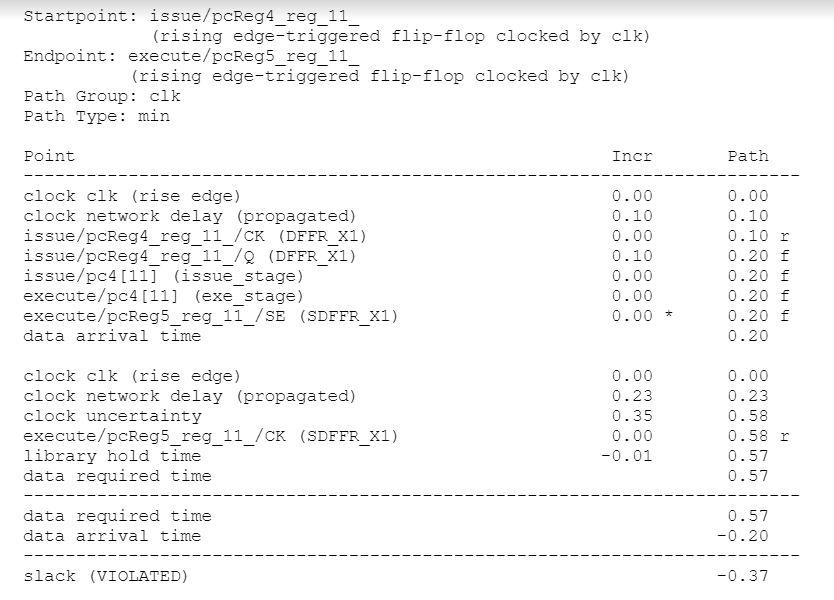 Startpoint: issue/pcReg4_reg_11_
(rising edge-triggered flip-flop clocked by clk)
Endpoint: execute/pcReg5_reg_11_
(rising edge-triggered flip-flop clocked by clk)
Path Group: clk
Path Type: min
Point Incr Path
---------------------------------------------------------------------------
clock clk (rise edge) 0.00 0.00
clock network delay (propagated) 0.10 0.10
issue/pcReg4_reg_11_/CK (DFFR_X1) 0.00 0.10 r
issue/pcReg4_reg_11_/Q (DFFR_X1) 0.10 0.20 f
issue/pc4[11] (issue_stage) 0.00 0.20 f
execute/pc4[11] (exe_stage) 0.00 0.20 f
execute/pcReg5_reg_11_/SE (SDFFR_X1) 0.00 * 0.20 f
data arrival time 0.20
clock clk (rise edge) 0.00 0.00
clock network delay (propagated) 0.23 0.23
clock uncertainty 0.35 0.58
execute/pcReg5_reg_11_/CK (SDFFR_X1) 0.00 0.58 r
library hold time -0.01 0.57
data required time 0.57
---------------------------------------------------------------------------
data required time 0.57
data arrival time -0.20
---------------------------------------------------------------------------
slack (VIOLATED) -0.37